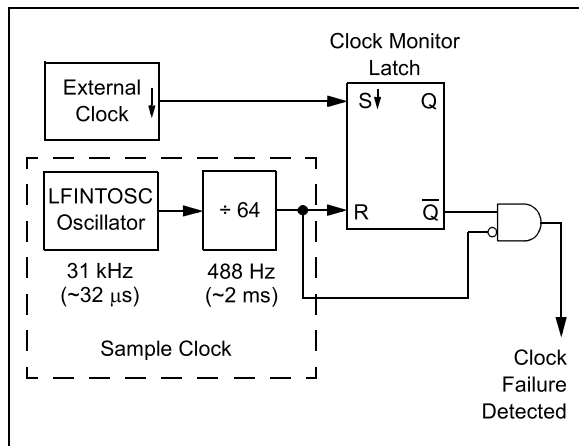 Clock Monitor
Latch
External
Clock
S
Q
LFINTOSC
Oscillator
÷ 64
R
Q̅
31 kHz
(~32 μs)
488 Hz
(~2 ms)
Sample Clock
Clock
Failure
Detected